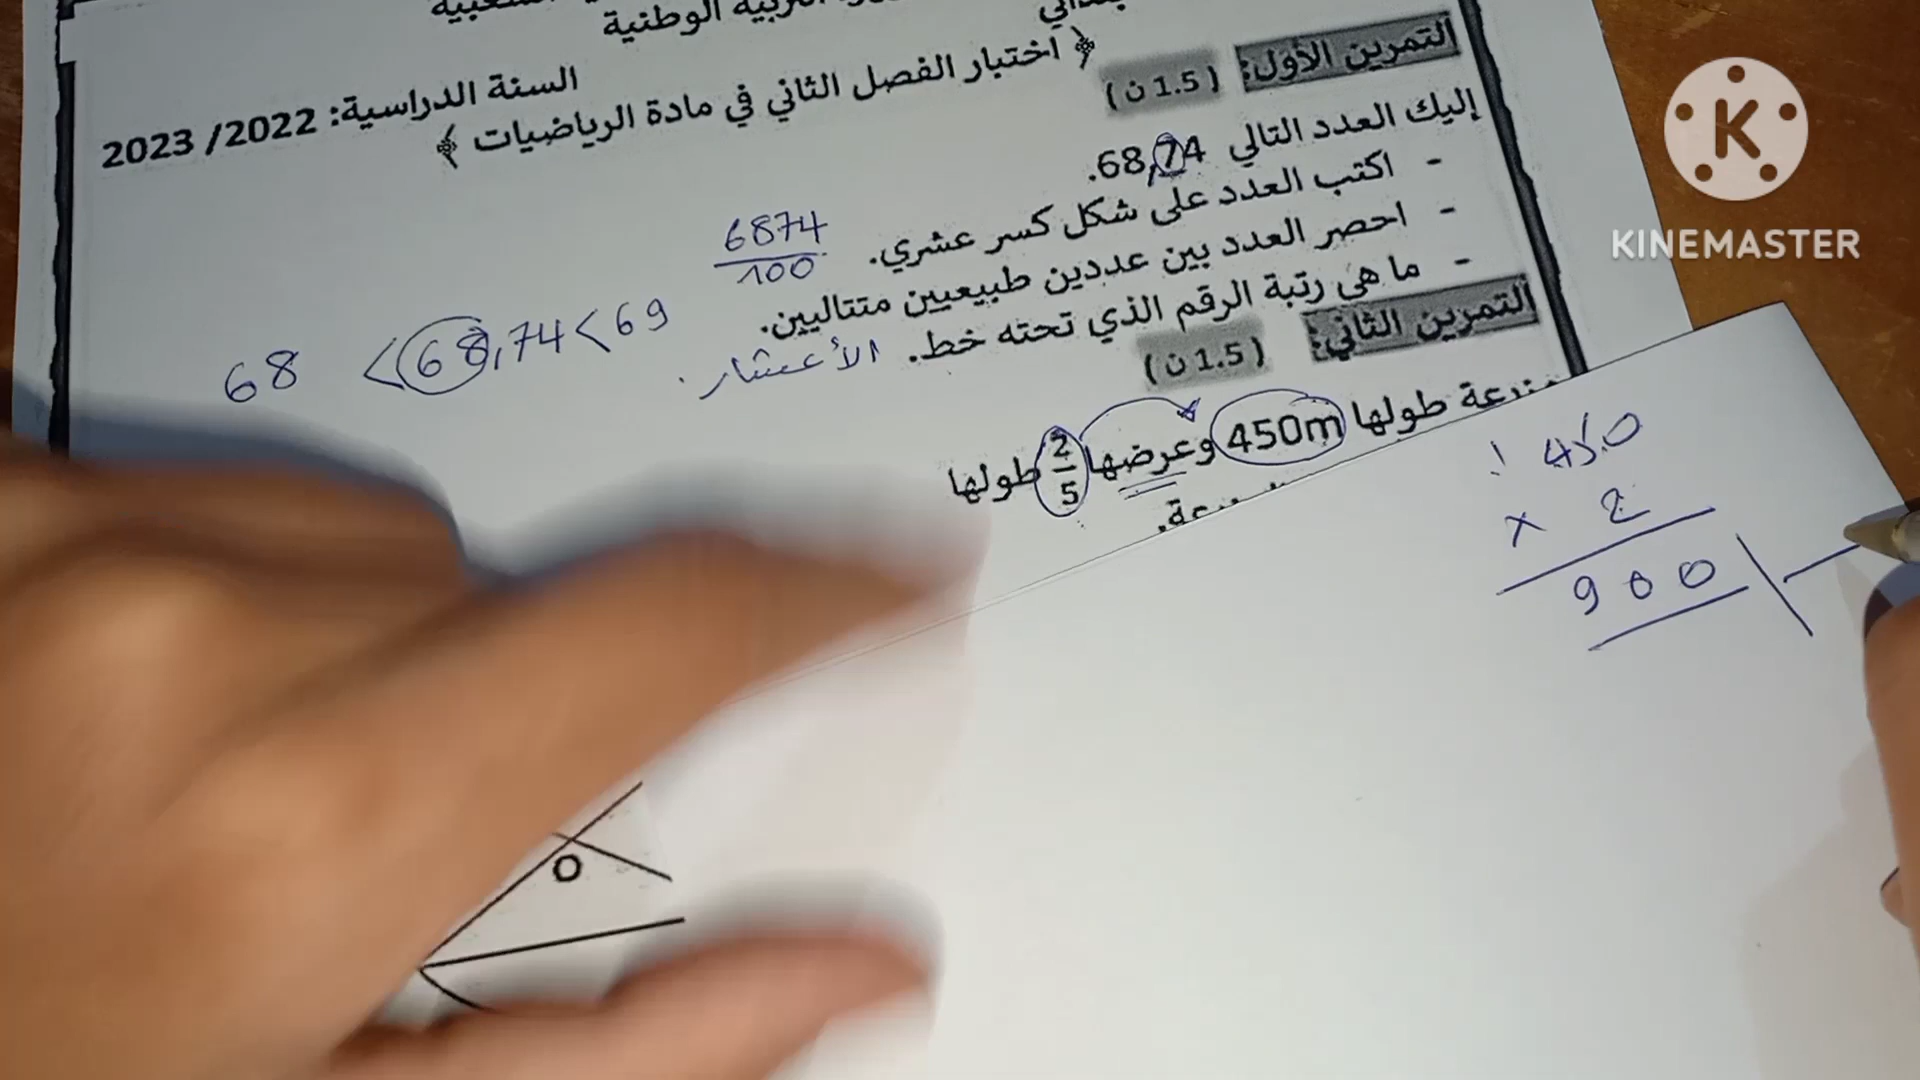 التربية الوطنية
السنة الدراسية: 2022/ 2023
﴿ اختبار الفصل الثاني في مادة الرياضيات ﴾
التمرين الأول: (1.5 ن)
إليك العدد التالي 68,74.
- اكتب العدد على شكل كسر عشري.
6874
100
- احصر العدد بين عددين طبيعيين متتاليين.
68 < 68,74 < 69
- ما هي رتبة الرقم الذي تحته خط. الأعشار.
التمرين الثاني: (1.5 ن)
طولها 450m وعرضها 2/5 طولها
450
× 2
900
O
K
KINEMASTER